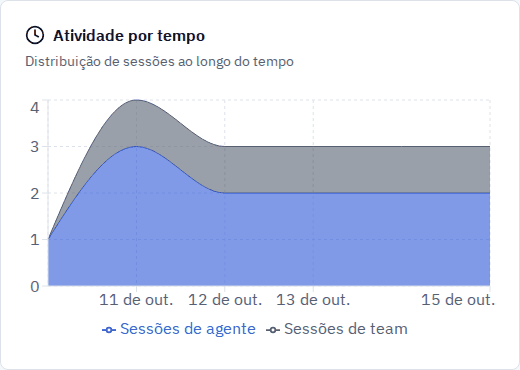 Atividade por tempo
Distribuição de sessões ao longo do tempo
4
3
2
1
0
11 de out. 12 de out. 13 de out. 15 de out.
Sessões de agente Sessões de team